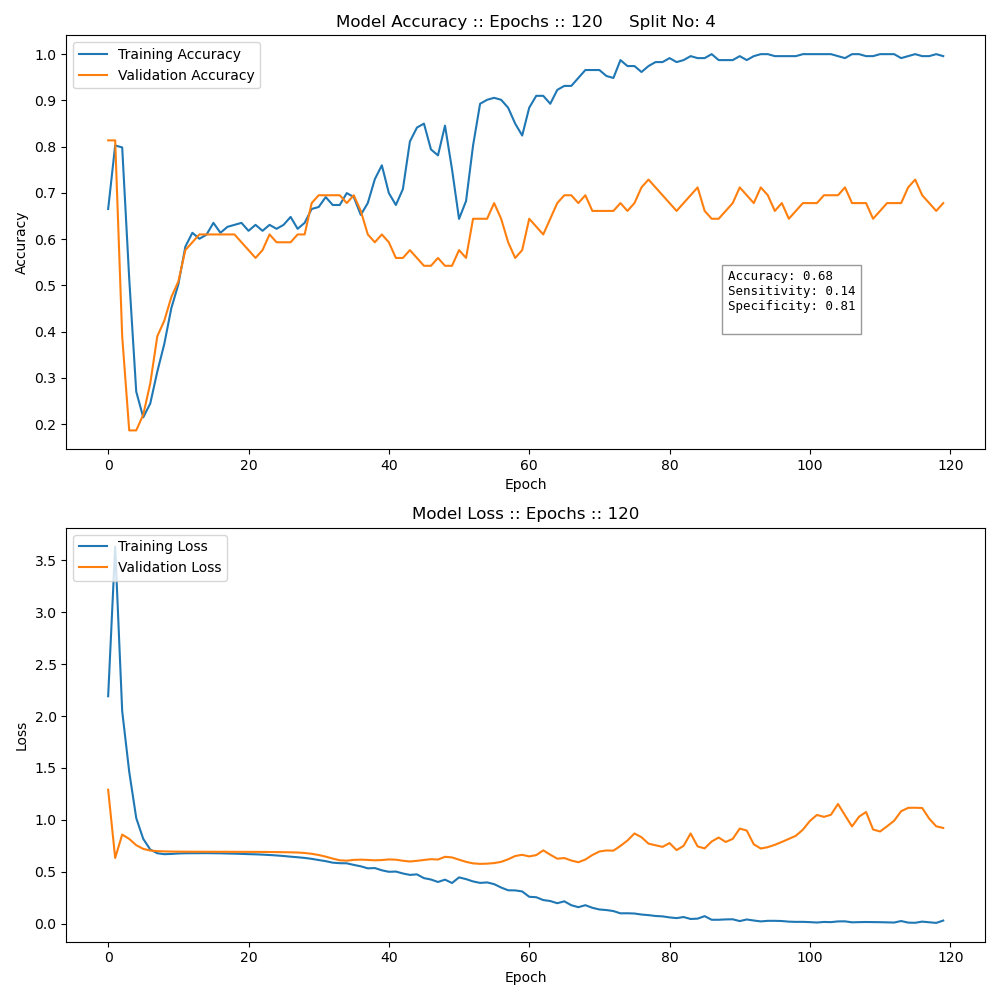 Model Accuracy :: Epochs :: 120     Split No: 4
Training Accuracy
Validation Accuracy
1.0
0.9
0.8
0.7
0.6
0.5
0.4
0.3
0.2
Accuracy
Accuracy: 0.68
Sensitivity: 0.14
Specificity: 0.81
0 20 40 60 80 100 120
Epoch
Model Loss :: Epochs :: 120
Training Loss
Validation Loss
3.5
3.0
2.5
2.0
1.5
1.0
0.5
0.0
Loss
0 20 40 60 80 100 120
Epoch